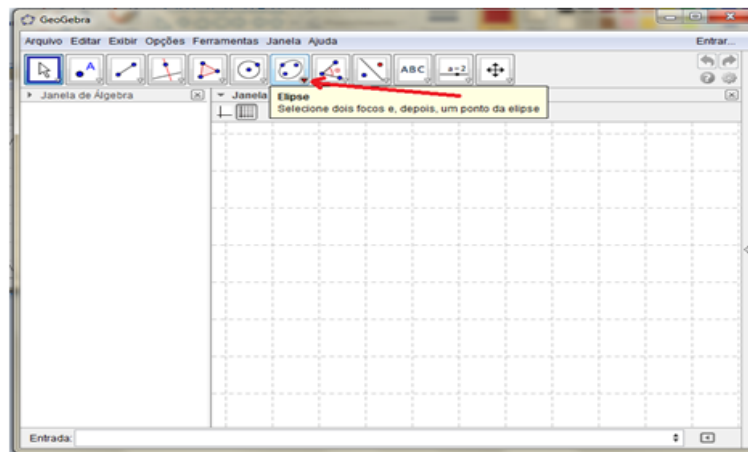 GeoGebra
Arquivo Editar Exibir Opções Ferramentas Janela Ajuda
Entrar...
A
ABC
a=2
Janela de Álgebra
Janela
Elipse
Selecione dois focos e, depois, um ponto da elipse
Entrada: